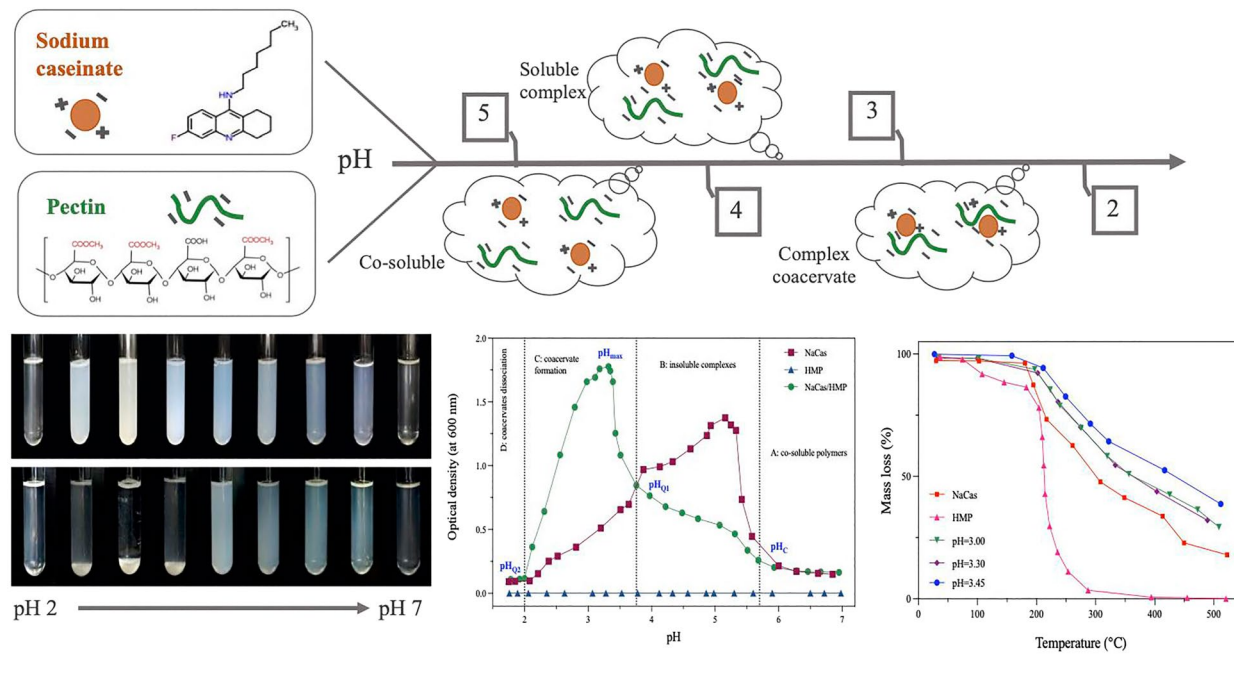 Sodium
caseinate
CH3
HN
F
N
Pectin
COOCH3
COOCH3
COOH
COOCH3
O
O
O
O
O
O
O
O
O
OH
OH
OH
OH
HO
HO
HO
HO
OH
OH
OH
OH
pH
5
Co-soluble
Soluble
complex
4
3
Complex
coacervate
2
pH 2
pH 7
Optical density (at 600 nm)
2.0
1.5
1.0
0.5
0.0
2
3
4
5
6
7
pH
D: coacervates dissociation
C: coacervate
formation
pHmax
B: insoluble complexes
A: co-soluble polymers
NaCas
HMP
NaCas/HMP
pHQ1
pHQ2
pHC
Mass loss (%)
100
50
0
0
100
200
300
400
500
Temperature (°C)
NaCas
HMP
pH=3.00
pH=3.30
pH=3.45